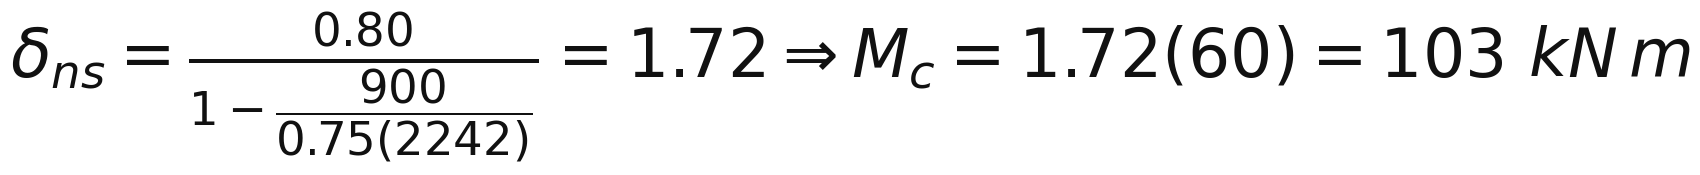 δ_ns = 0.80 / (1 − 900 / 0.75(2242)) = 1.72 ⇒ M_c = 1.72(60) = 103 kN m